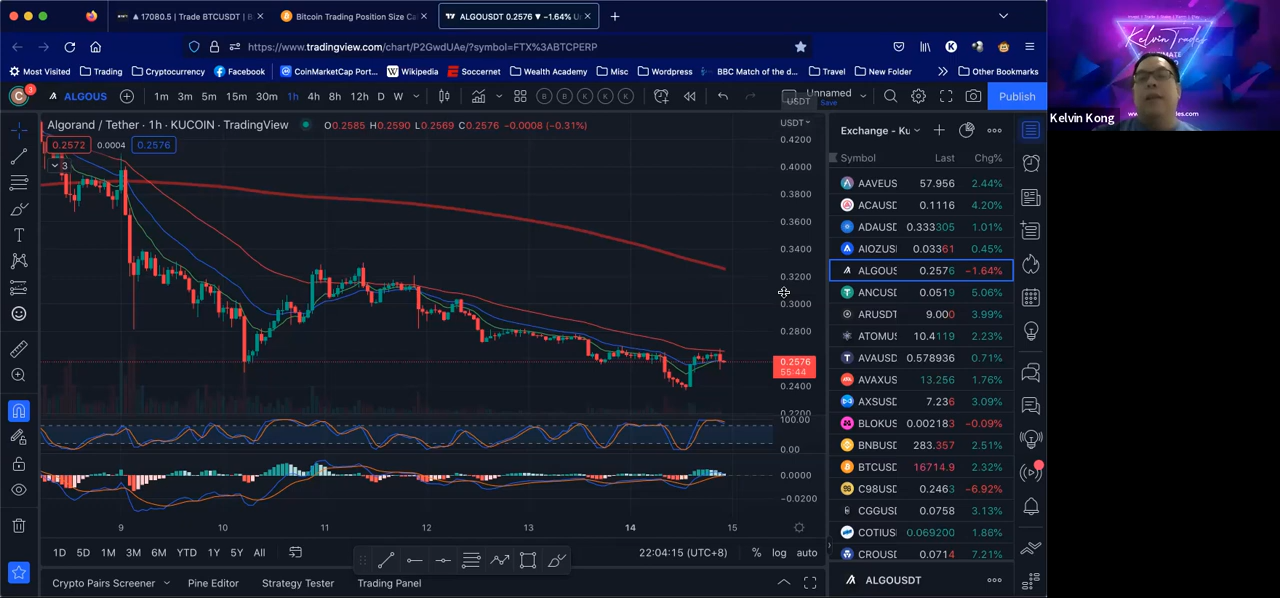 ▲ 17080.5 | Trade BTCUSDT | B ×
Bitcoin Trading Position Size Ca ×
ALGOUSDT 0.2576 ▼ −1.64% U ×
https://www.tradingview.com/chart/P2GwdUAe/?symbol=FTX%3ABTCPERP
Most Visited Trading Cryptocurrency Facebook CoinMarketCap Port... Wikipedia Soccernet Wealth Academy Misc Wordpress BBC Match of the d... Travel New Folder Other Bookmarks
C 3 ALGOUS 1m 3m 5m 15m 30m 1h 4h 8h 12h D W B B K K K Unnamed Save Publish
USDT
Algorand / Tether · 1h · KUCOIN · TradingView O0.2585 H0.2590 L0.2569 C0.2576 −0.0008 (−0.31%)
USDT
0.2572 0.0004 0.2576
3
0.4200
0.4000
0.3800
0.3600
0.3400
0.3200
0.3000
0.2800
0.2576
55:44
0.2400
0.2200
100.00
0.00
0.0000
−0.0200
9 10 11 12 13 14 15
1D 5D 1M 3M 6M YTD 1Y 5Y All 22:04:15 (UTC+8) % log auto
Crypto Pairs Screener Pine Editor Strategy Tester Trading Panel
Exchange - Ku
Symbol Last Chg%
AAVEUS 57.956 2.44%
ACAUSD 0.1116 4.20%
ADAUSD 0.333305 1.01%
AIOZUSI 0.03361 0.45%
ALGOUS 0.2576 −1.64%
ANCUSD 0.0519 5.06%
ARUSDT 9.000 3.99%
ATOMUS 10.4119 2.23%
AVAUSD 0.578936 0.71%
AVAXUS 13.256 1.76%
AXSUSD 7.236 3.09%
BLOKUS 0.002183 −0.09%
BNBUSD 283.357 2.51%
BTCUSD 16714.9 2.32%
C98USD 0.2463 −6.92%
CGGUSD 0.0758 3.13%
COTIUS 0.069200 1.86%
CROUSD 0.0714 7.21%
ALGOUSDT
KelvinTrades
Kelvin Kong